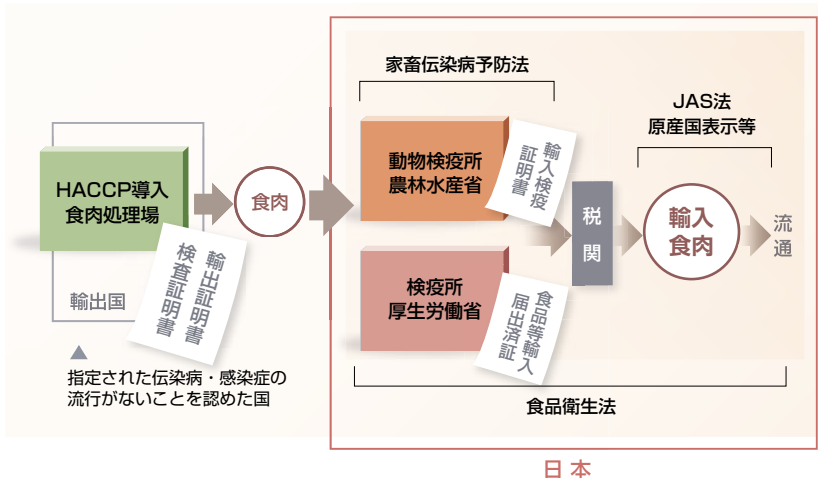 家畜伝染病予防法
JAS法
原産国表示等
HACCP導入
食肉処理場
輸出証明書
検査証明書
輸出国
指定された伝染病・感染症の
流行がないことを認めた国
食肉
動物検疫所
農林水産省
輸入検疫
証明書
検疫所
厚生労働省
食品等輸入
届出済証
税関
輸入
食肉
流通
食品衛生法
日本